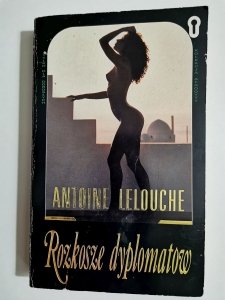 ANTOINE LELOUCHE
Rozkosze dyplomatów